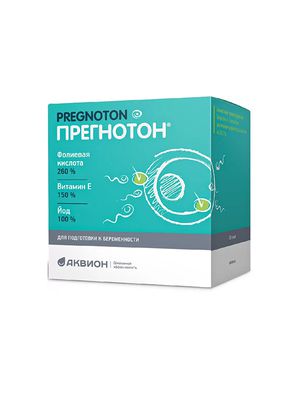 PREGNOTON
ПРЕГНОТОН®
Фолиевая
кислота
260 %
Витамин Е
150 %
Йод
100 %
ДЛЯ ПОДГОТОВКИ К БЕРЕМЕННОСТИ
АКВИОН